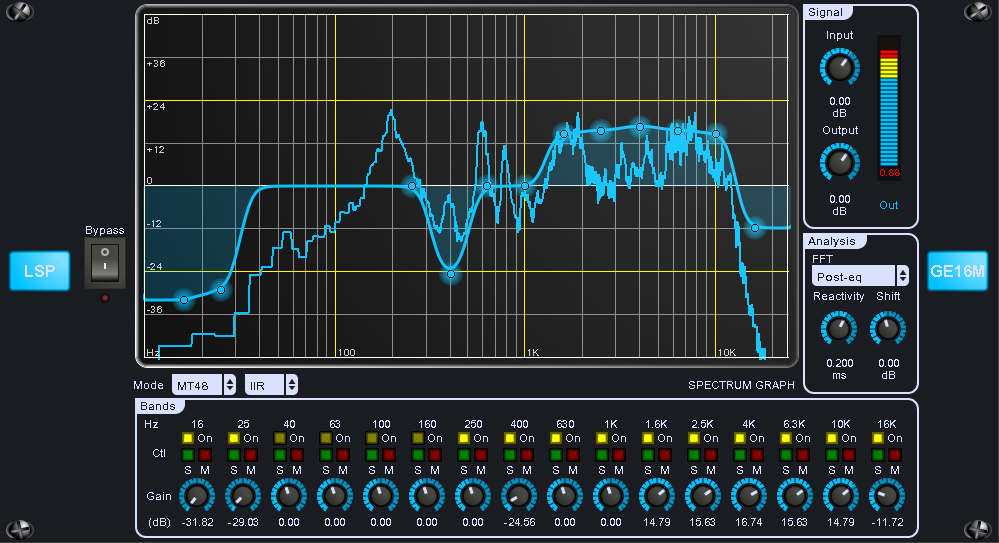 dB
+36
+24
+12
0
-12
-24
-36
Hz
100
1K
10K
Signal
Input
0.00
dB
Output
0.00
dB
0.88
Out
Bypass
O
I
LSP
GE16M
Analysis
FFT
Post-eq
Reactivity Shift
0.200 0.00
ms dB
Mode MT48 IIR SPECTRUM GRAPH
Bands
Hz 16 25 40 63 100 160 250 400 630 1K 1.6K 2.5K 4K 6.3K 10K 16K
On On On On On On On On On On On On On On On On
Ctl
S M S M S M S M S M S M S M S M S M S M S M S M S M S M S M S M
Gain
(dB) -31.82 -29.03 0.00 0.00 0.00 0.00 0.00 -24.56 0.00 0.00 14.79 15.63 16.74 15.63 14.79 -11.72